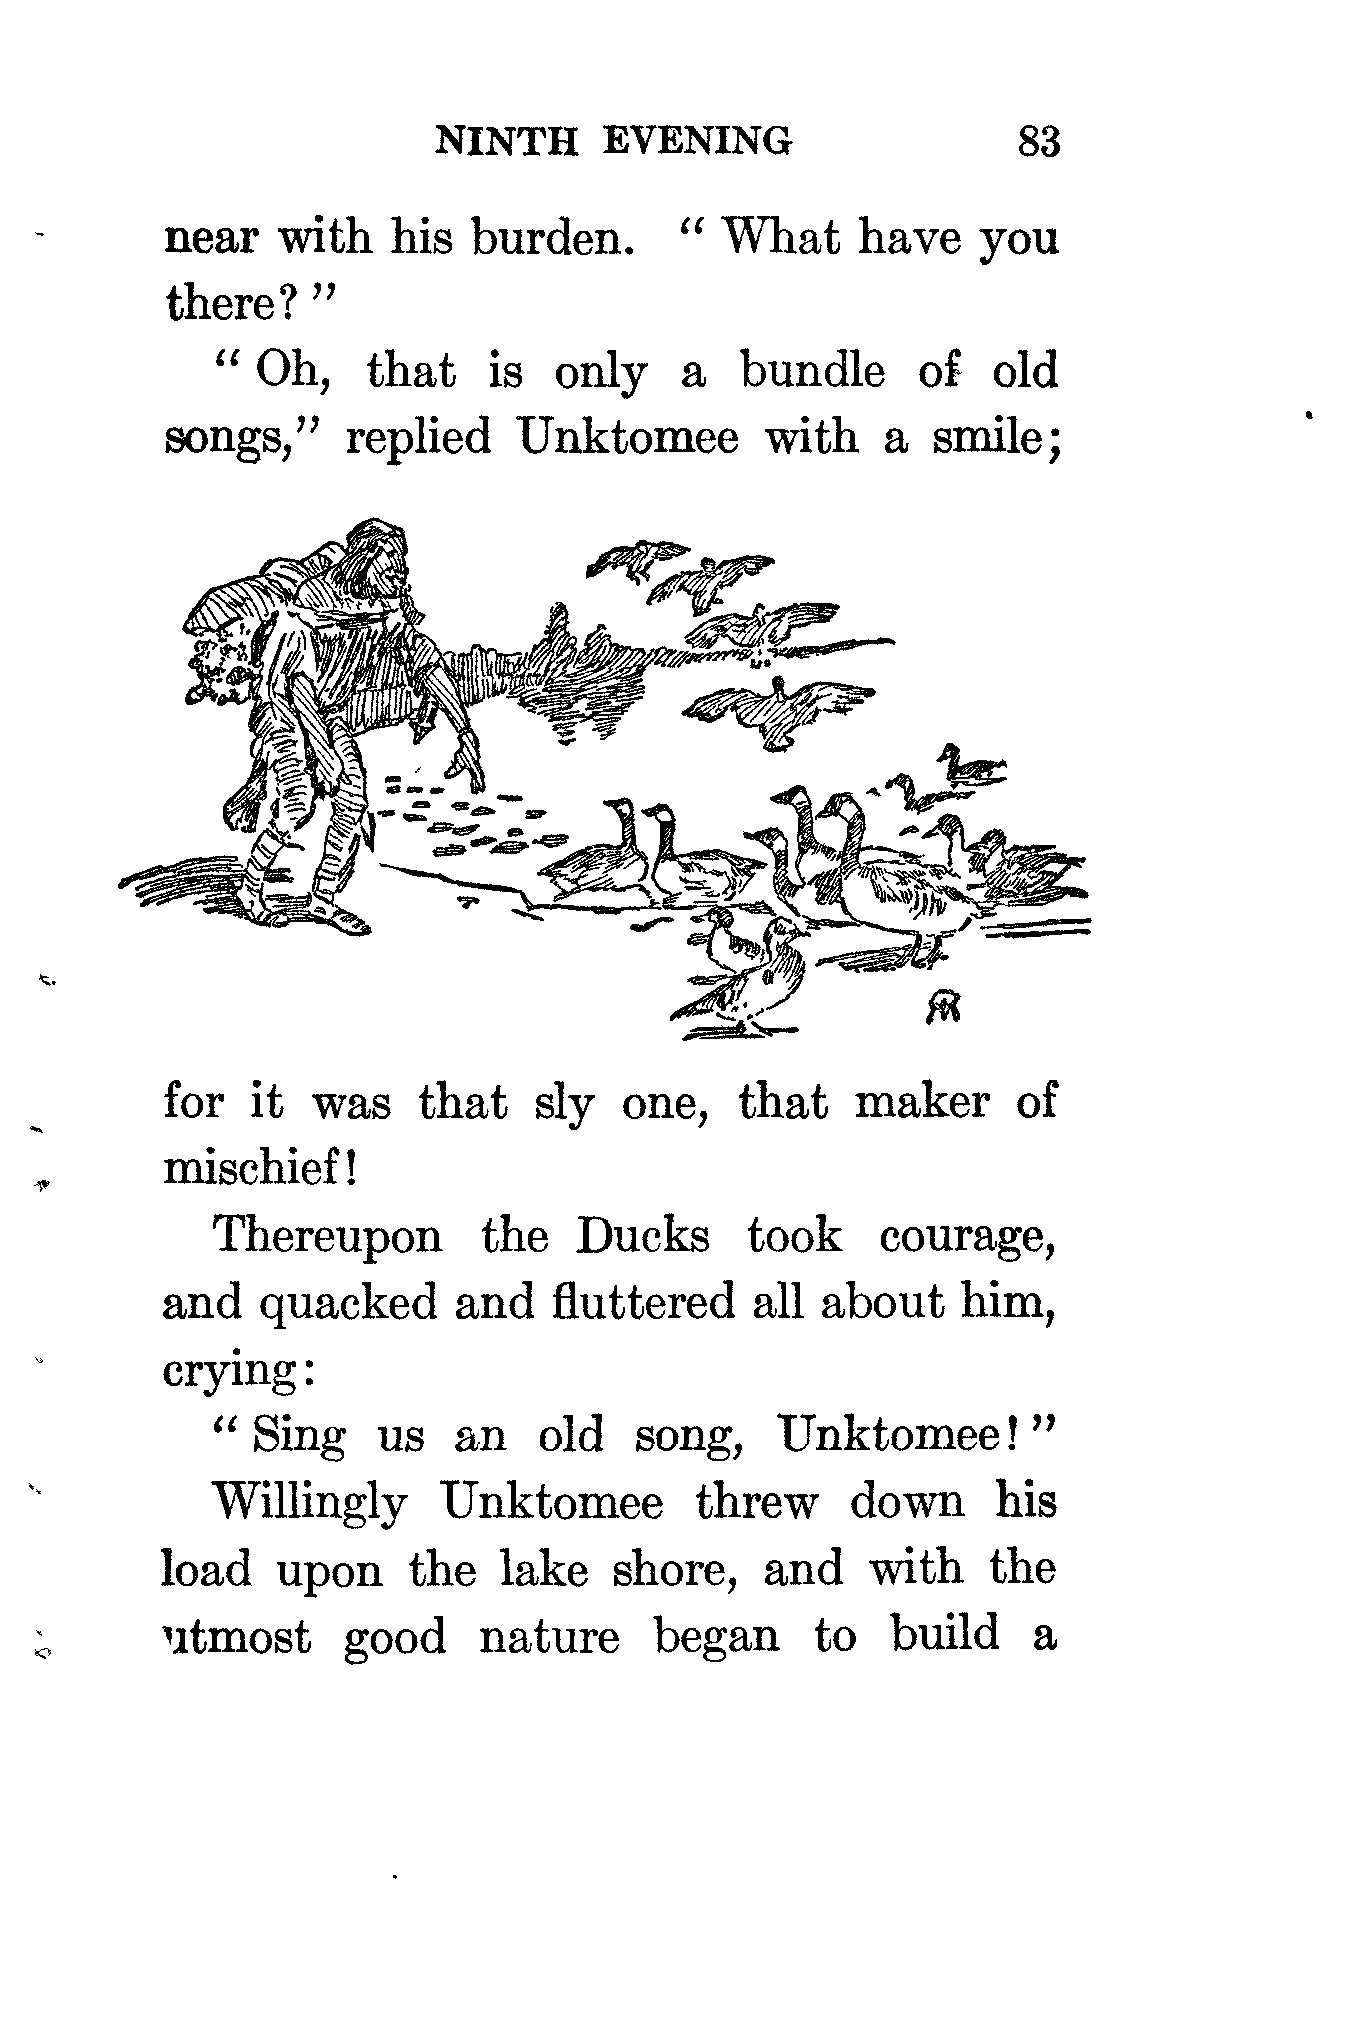 NINTH EVENING 83
near with his burden. " What have you
there? "
" Oh, that is only a bundle of old
songs," replied Unktomee with a smile;
for it was that sly one, that maker of
mischief!
Thereupon the Ducks took courage,
and quacked and fluttered all about him,
crying:
" Sing us an old song, Unktomee! "
Willingly Unktomee threw down his
load upon the lake shore, and with the
utmost good nature began to build a